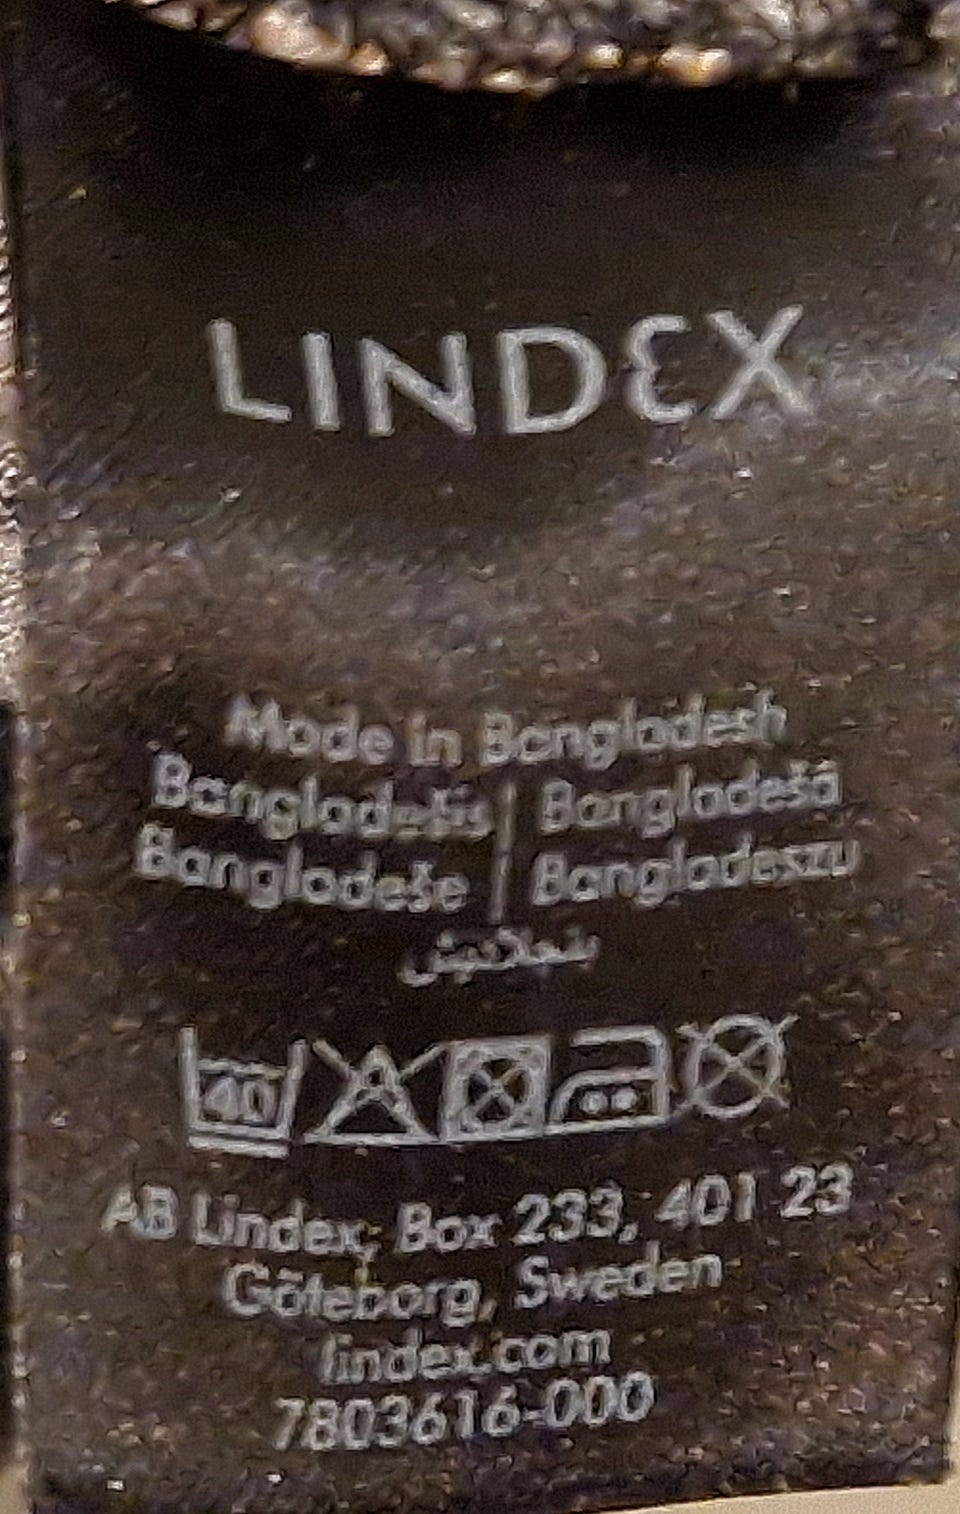 LINDEX
Made in Bangladesh
Bangladešis | Bangladešā
Bangladeše | Bangladeszu
بنغلاديش
40
AB Lindex, Box 233, 401 23
Göteborg, Sweden
lindex.com
7803616-000